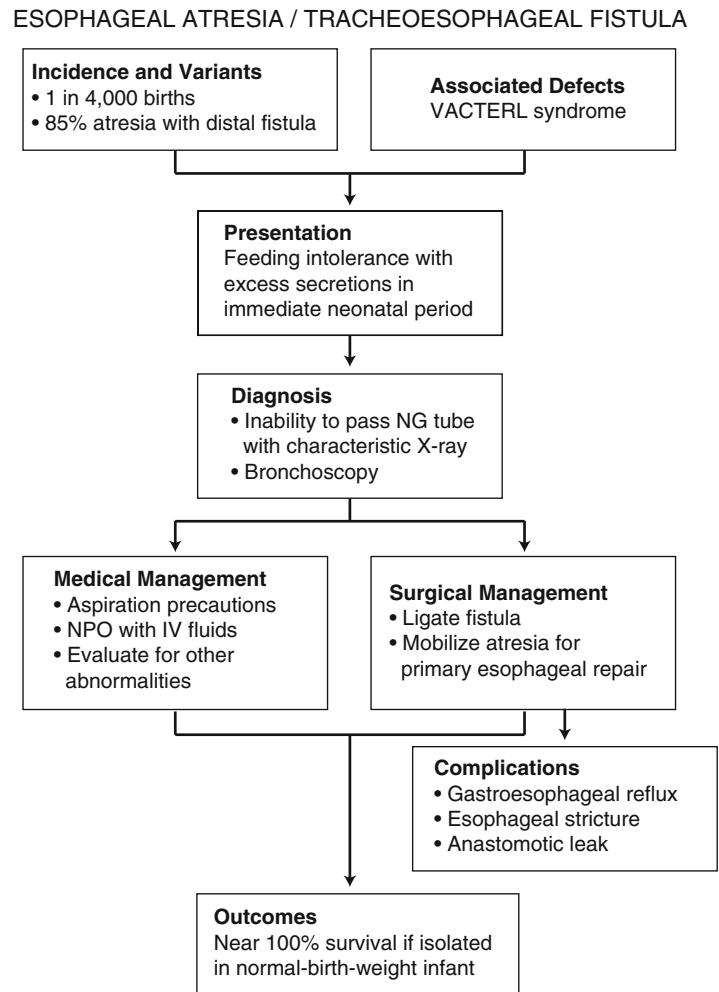 ESOPHAGEAL ATRESIA / TRACHEOESOPHAGEAL FISTULA
Incidence and Variants
• 1 in 4,000 births
• 85% atresia with distal fistula
Associated Defects
VACTERL syndrome
Presentation
Feeding intolerance with
excess secretions in
immediate neonatal period
Diagnosis
• Inability to pass NG tube
with characteristic X-ray
• Bronchoscopy
Medical Management
• Aspiration precautions
• NPO with IV fluids
• Evaluate for other
abnormalities
Surgical Management
• Ligate fistula
• Mobilize atresia for
primary esophageal repair
Complications
• Gastroesophageal reflux
• Esophageal stricture
• Anastomotic leak
Outcomes
Near 100% survival if isolated
in normal-birth-weight infant